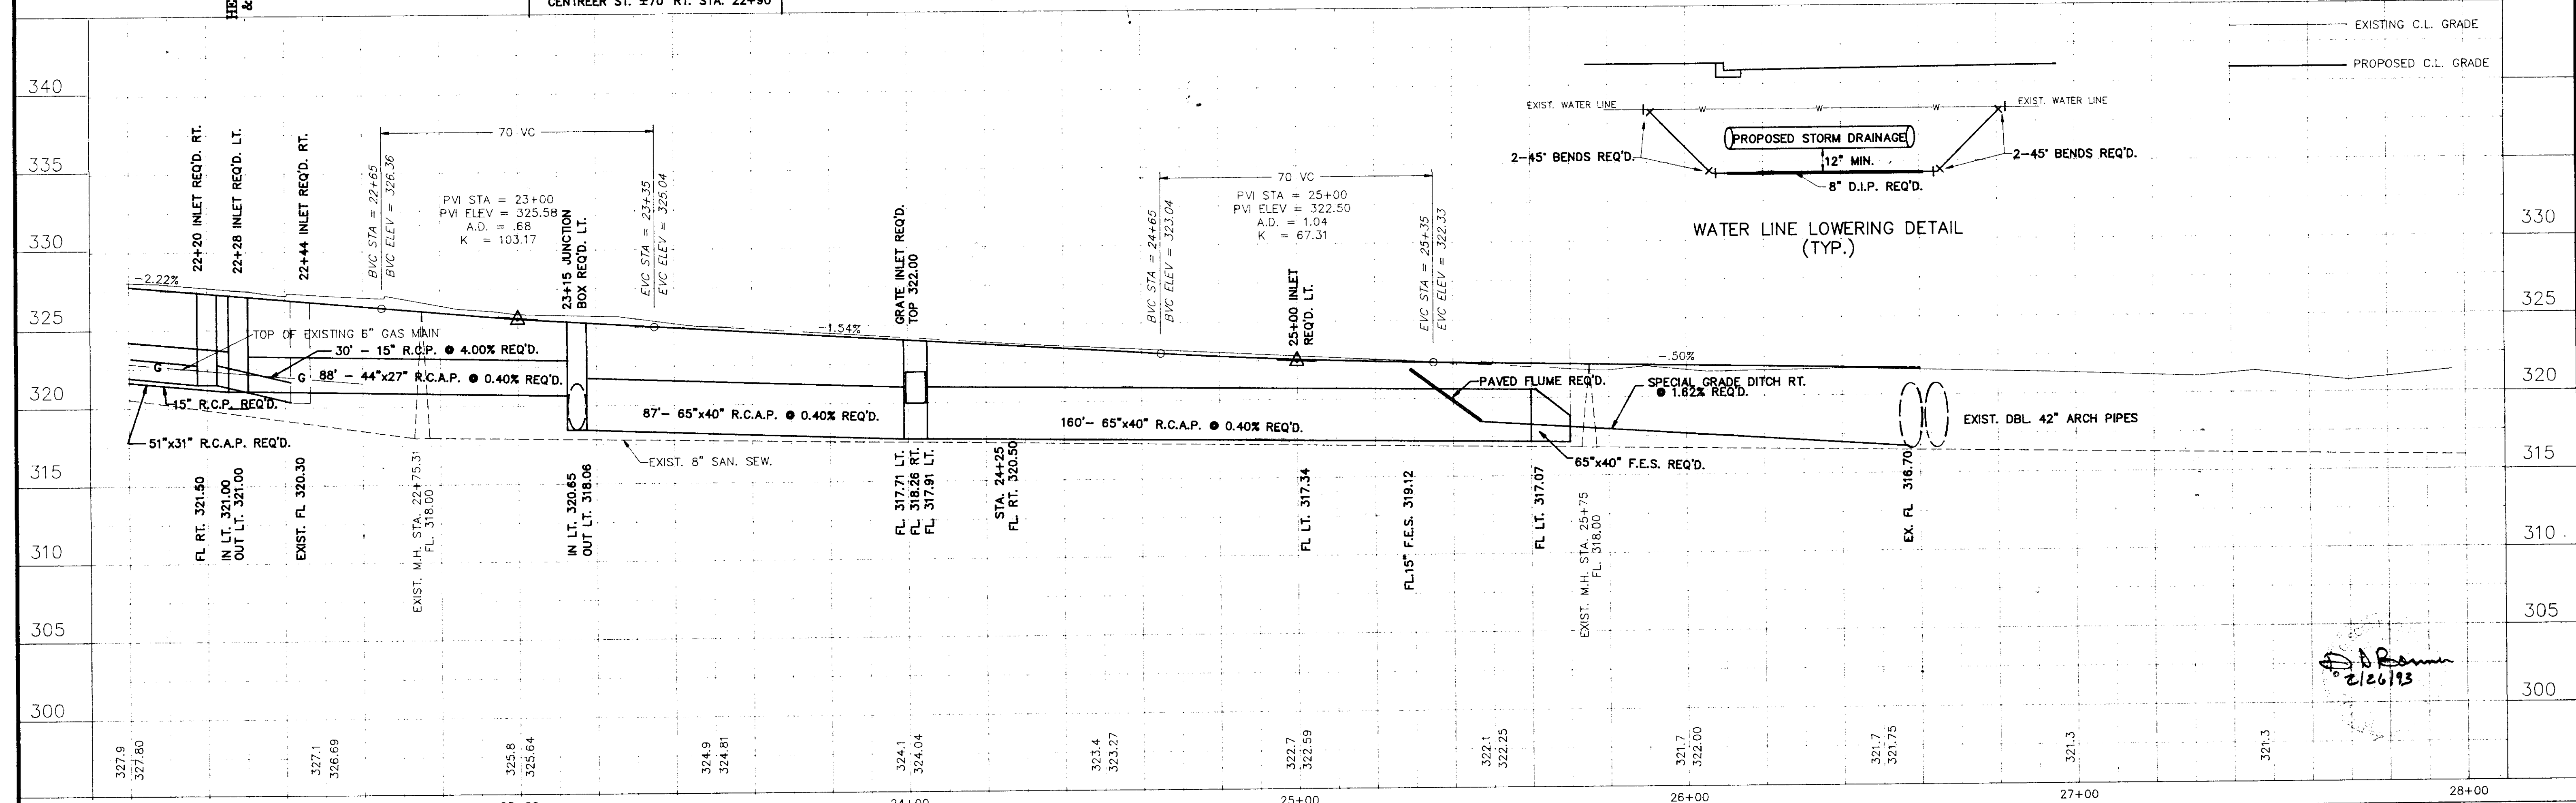 HE
&
CENTREER ST. ±70' RT. STA. 22+90
EXISTING C.L. GRADE
PROPOSED C.L. GRADE
340
335
330
325
320
315
310
305
300
330
325
320
315
310
305
300
22+20 INLET REQ'D. RT.
22+28 INLET REQ'D. LT.
22+44 INLET REQ'D. RT.
BVC STA = 22+65
BVC ELEV = 326.36
70 VC
PVI STA = 23+00
PVI ELEV = 325.58
A.D. = .68
K = 103.17
23+15 JUNCTION
BOX REQ'D. LT.
EVC STA = 23+35
EVC ELEV = 325.04
GRATE INLET REQ'D.
TOP 322.00
BVC STA = 24+65
BVC ELEV = 323.04
70 VC
PVI STA = 25+00
PVI ELEV = 322.50
A.D. = 1.04
K = 67.31
25+00 INLET
REQ'D. LT.
EVC STA = 25+35
EVC ELEV = 322.33
EXIST. WATER LINE
W
W
W
EXIST. WATER LINE
PROPOSED STORM DRAINAGE
2-45° BENDS REQ'D.
12" MIN.
2-45° BENDS REQ'D.
8" D.I.P. REQ'D.
WATER LINE LOWERING DETAIL
(TYP.)
-2.22%
-1.54%
-.50%
TOP OF EXISTING 6" GAS MAIN
30' - 15" R.C.P. @ 4.00% REQ'D.
G
G
88' - 44"x27" R.C.A.P. @ 0.40% REQ'D.
15" R.C.P. REQ'D.
51"x31" R.C.A.P. REQ'D.
87'- 65"x40" R.C.A.P. @ 0.40% REQ'D.
160'- 65"x40" R.C.A.P. @ 0.40% REQ'D.
PAVED FLUME REQ'D.
SPECIAL GRADE DITCH RT.
@ 1.62% REQ'D.
EXIST. DBL. 42" ARCH PIPES
EXIST. 8" SAN. SEW.
65"x40" F.E.S. REQ'D.
FL RT. 321.50
IN LT. 321.00
OUT LT. 321.00
EXIST. FL 320.30
EXIST. M.H. STA. 22+75.31
FL. 318.00
IN LT. 320.65
OUT LT. 318.06
FL. 317.71 LT.
FL. 318.26 RT.
FL. 317.91 LT.
STA. 24+25
FL RT. 320.50
FL LT. 317.34
FL.15" F.E.S. 319.12
FL LT. 317.07
EXIST. M.H. STA. 25+75
FL. 318.00
EX. FL 316.70
2/26/93
327.9
327.80
327.1
326.69
325.8
325.64
324.9
324.81
324.1
324.04
323.4
323.27
322.7
322.59
322.1
322.25
321.7
322.00
321.7
321.75
321.3
321.3
24+00
25+00
26+00
27+00
28+00